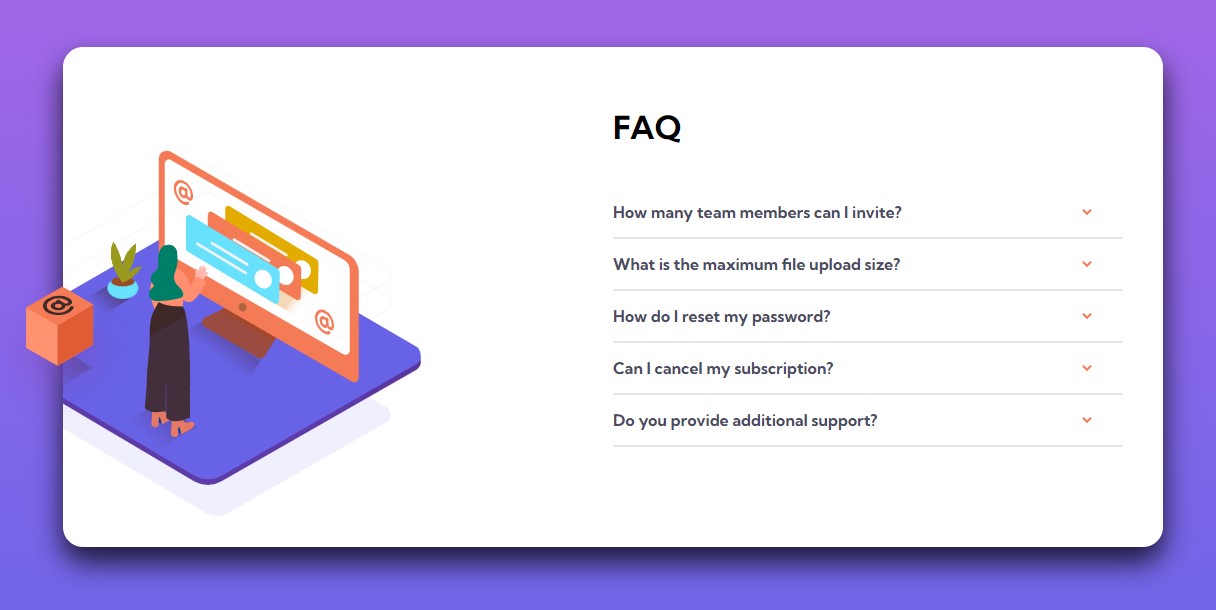 FAQ
How many team members can I invite?
What is the maximum file upload size?
How do I reset my password?
Can I cancel my subscription?
Do you provide additional support?
@
@
@